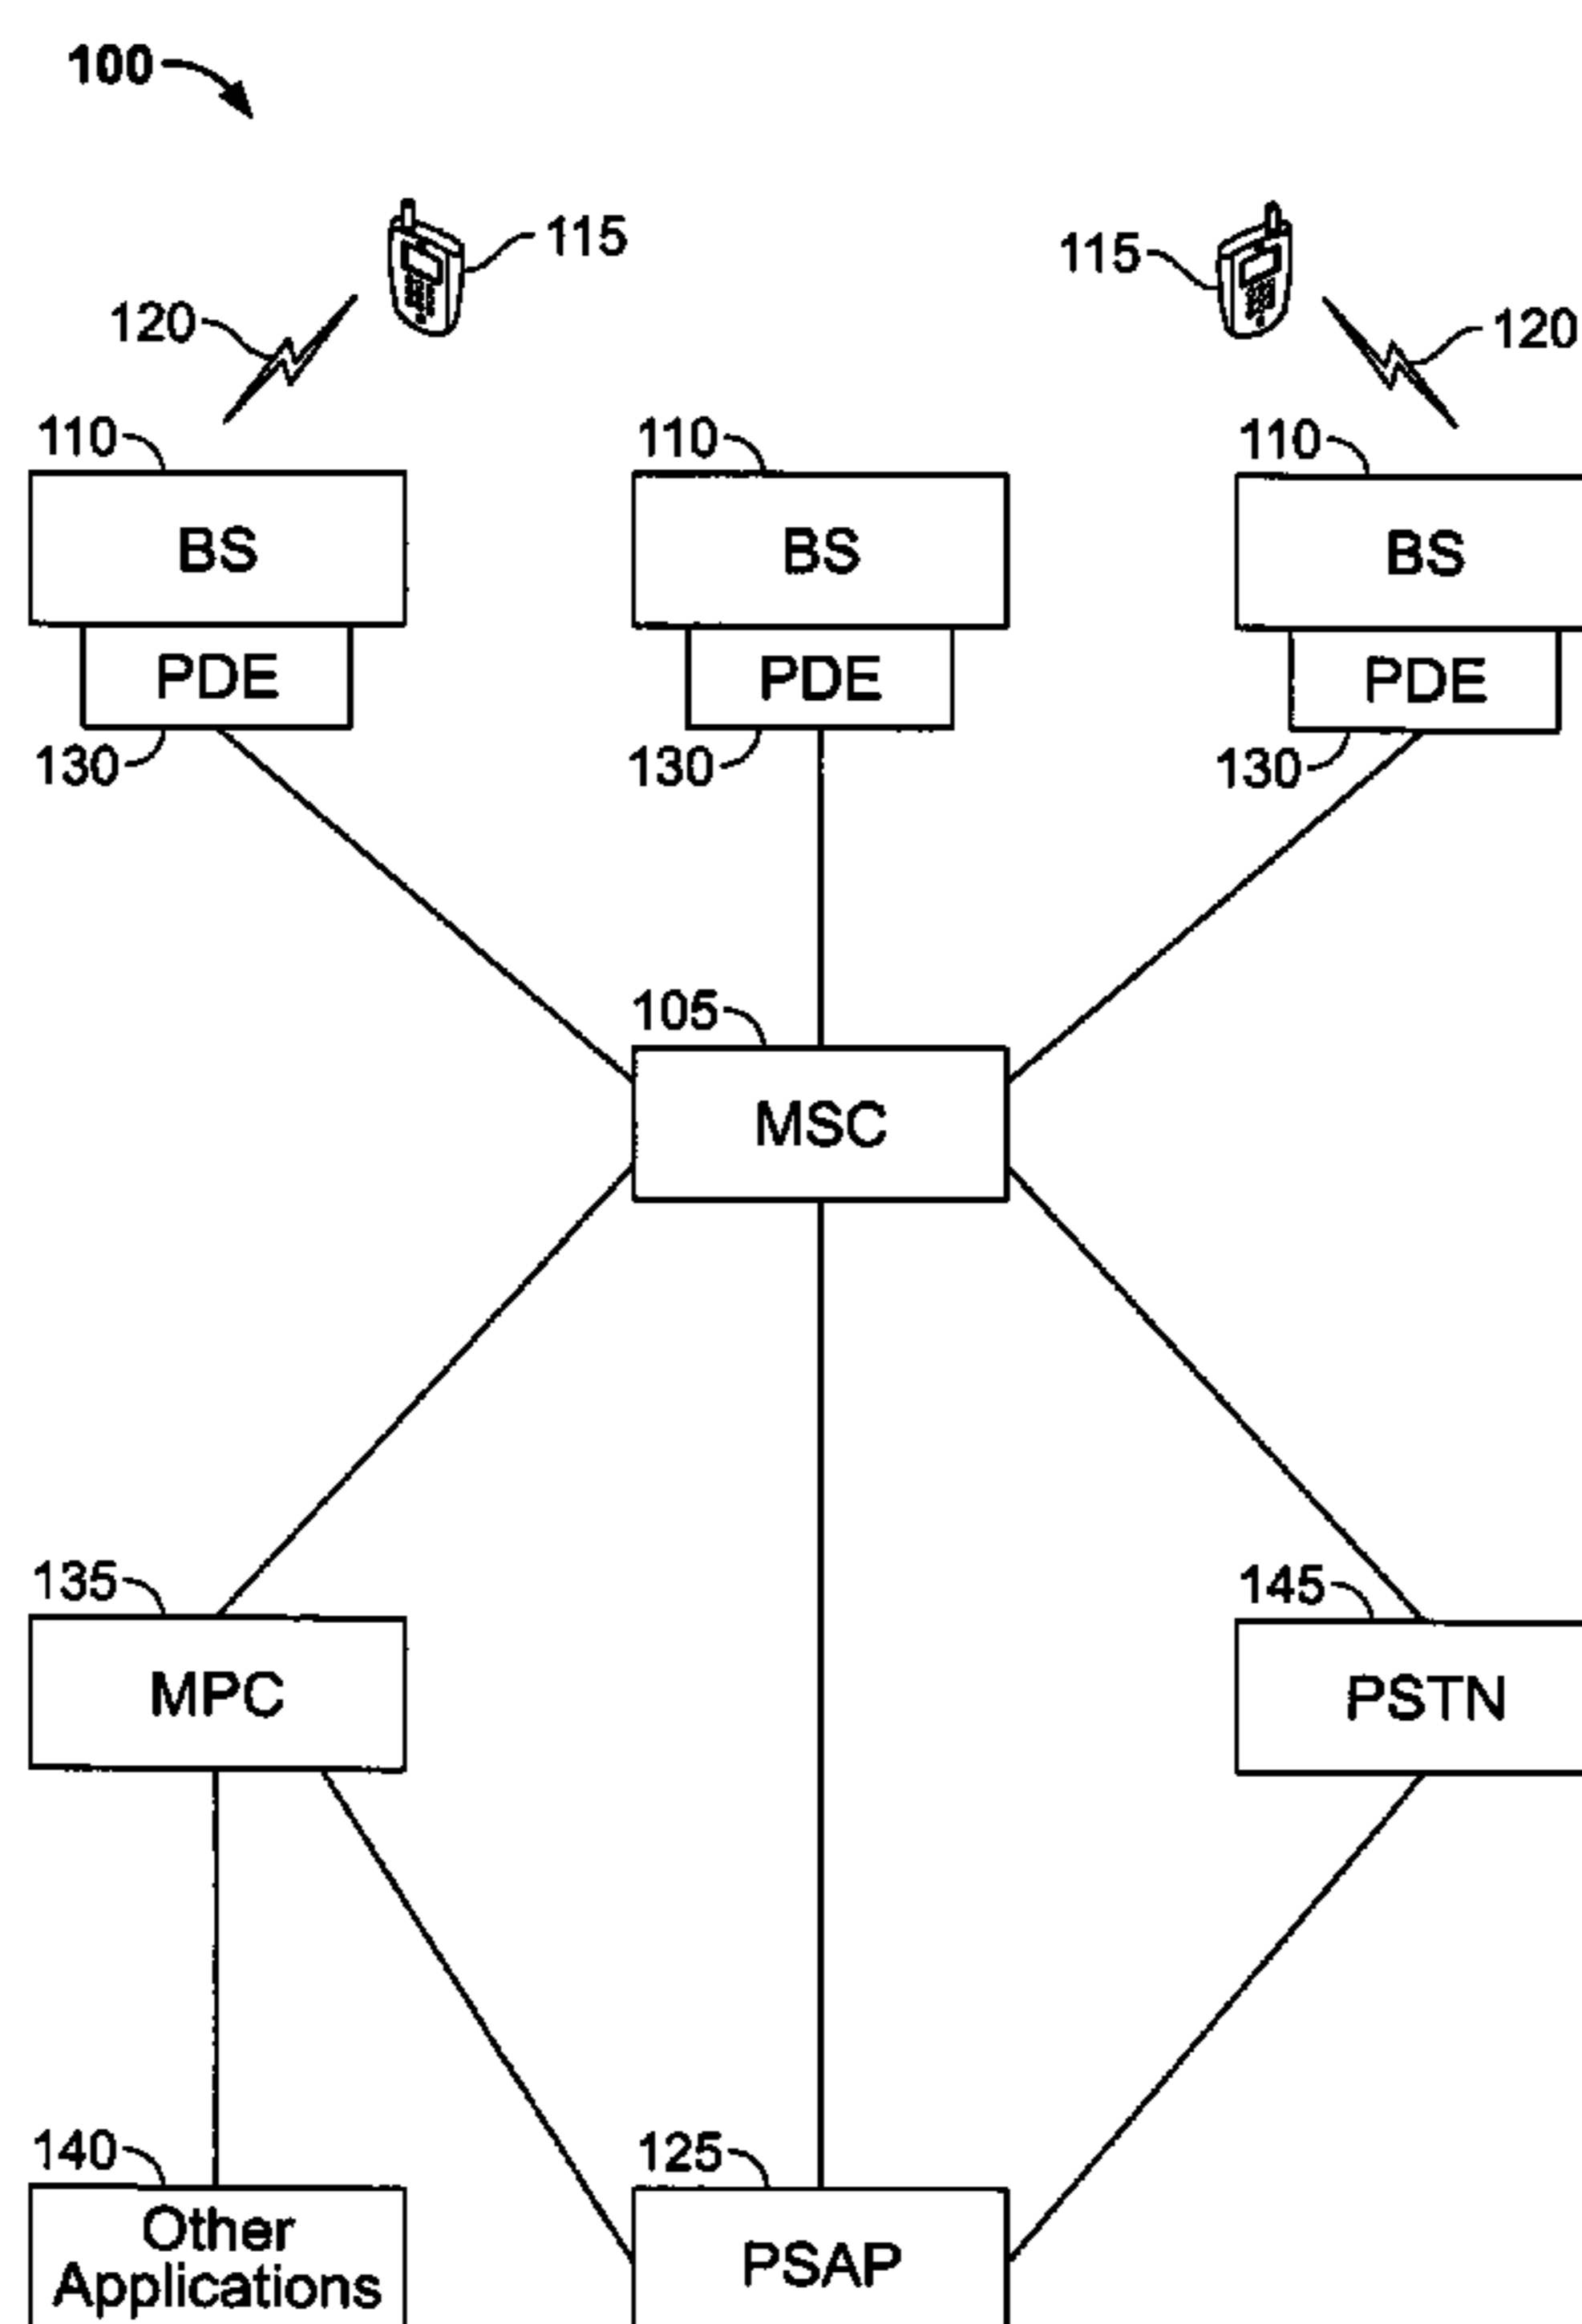 100
115
115
120
120
110
110
110
BS
BS
BS
PDE
PDE
PDE
130
130
130
105
MSC
135
145
MPC
PSTN
140
125
Other
Applications
PSAP